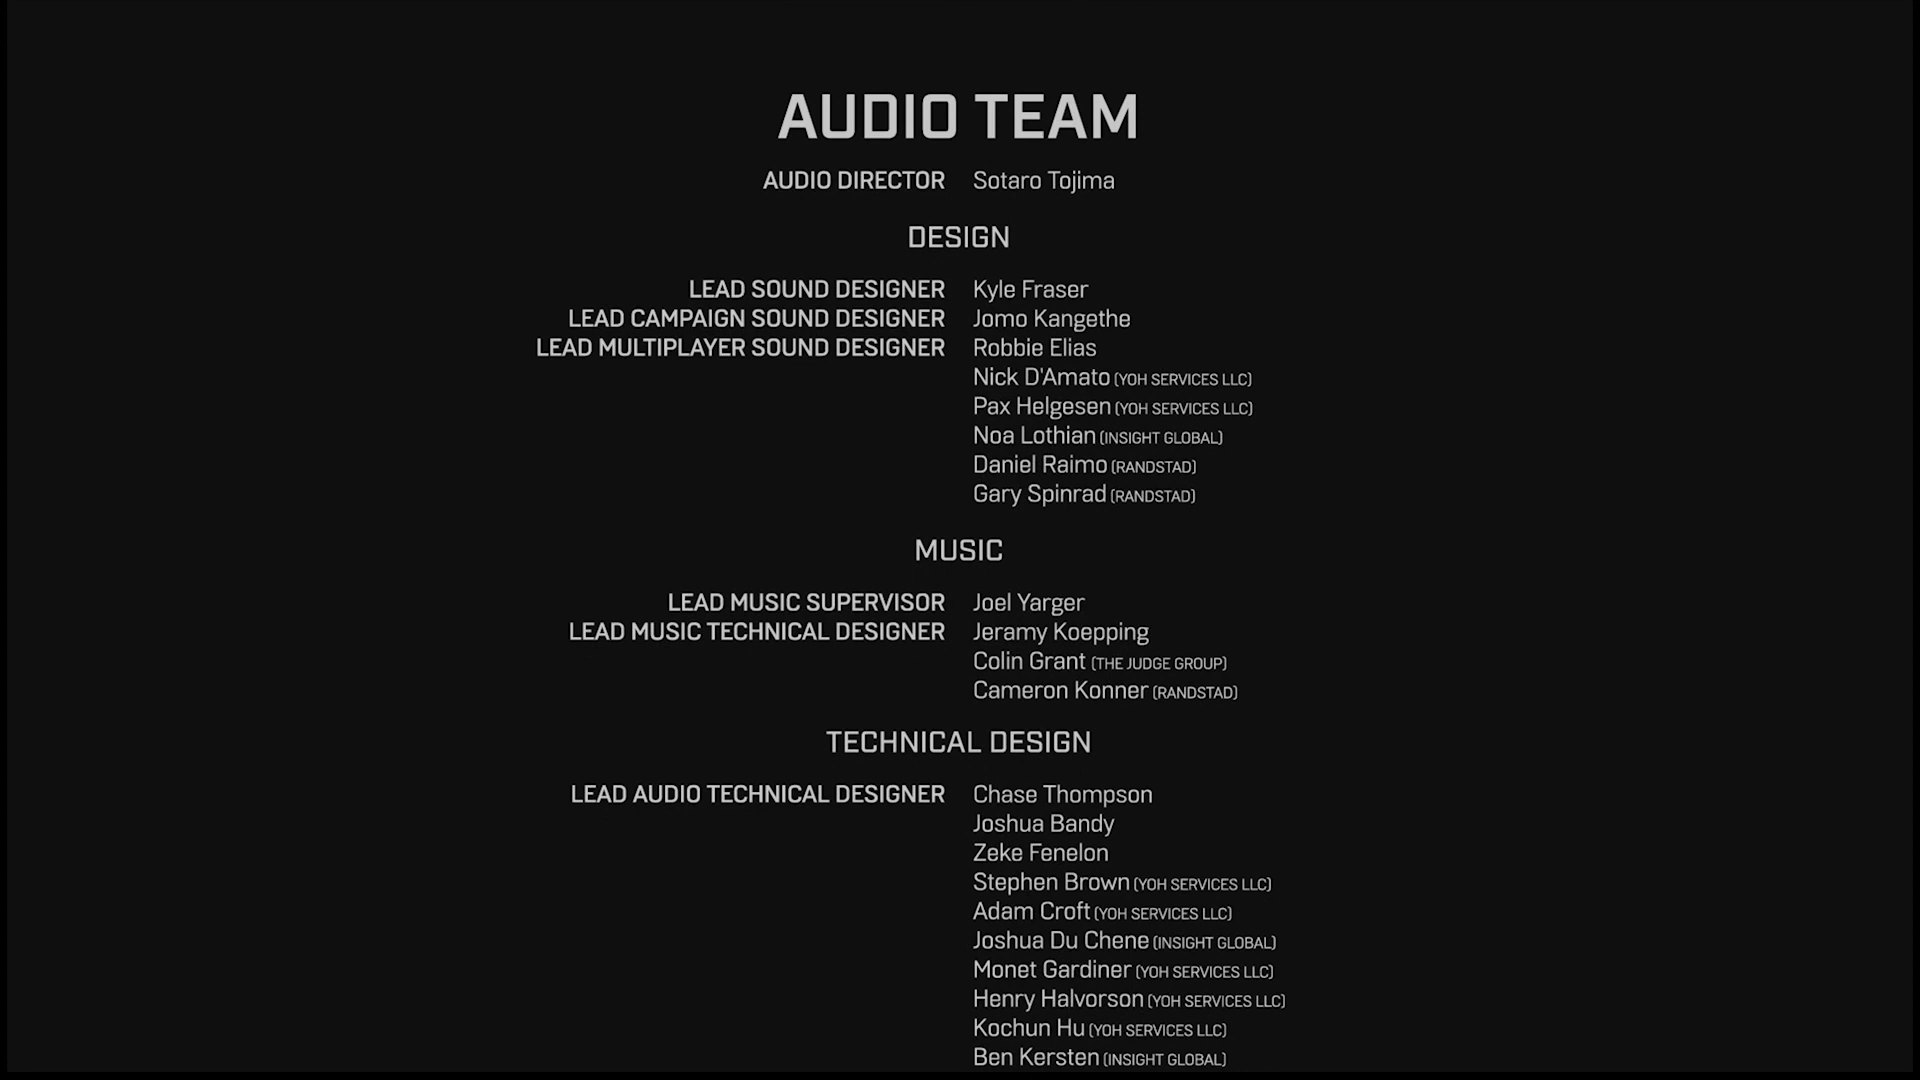 AUDIO TEAM
AUDIO DIRECTOR Sotaro Tojima
DESIGN
LEAD SOUND DESIGNER Kyle Fraser
LEAD CAMPAIGN SOUND DESIGNER Jomo Kangethe
LEAD MULTIPLAYER SOUND DESIGNER Robbie Elias
Nick D'Amato (YOH SERVICES LLC)
Pax Helgesen (YOH SERVICES LLC)
Noa Lothian (INSIGHT GLOBAL)
Daniel Raimo (RANDSTAD)
Gary Spinrad (RANDSTAD)
MUSIC
LEAD MUSIC SUPERVISOR Joel Yarger
LEAD MUSIC TECHNICAL DESIGNER Jeramy Koepping
Colin Grant (THE JUDGE GROUP)
Cameron Konner (RANDSTAD)
TECHNICAL DESIGN
LEAD AUDIO TECHNICAL DESIGNER Chase Thompson
Joshua Bandy
Zeke Fenelon
Stephen Brown (YOH SERVICES LLC)
Adam Croft (YOH SERVICES LLC)
Joshua Du Chene (INSIGHT GLOBAL)
Monet Gardiner (YOH SERVICES LLC)
Henry Halvorson (YOH SERVICES LLC)
Kochun Hu (YOH SERVICES LLC)
Ben Kersten (INSIGHT GLOBAL)